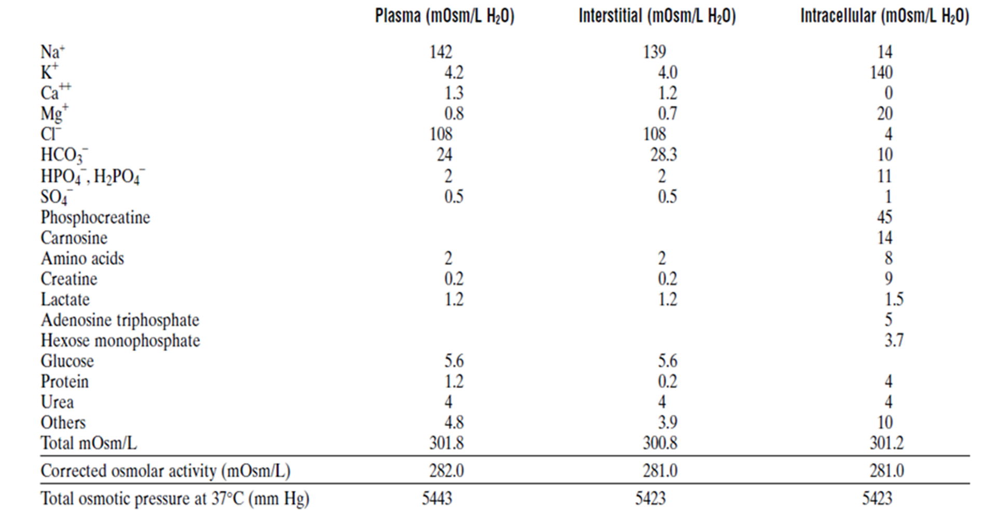 Plasma (mOsm/L H₂O) Interstitial (mOsm/L H₂O) Intracellular (mOsm/L H₂O)
Na⁺ 142 139 14
K⁺ 4.2 4.0 140
Ca⁺⁺ 1.3 1.2 0
Mg⁺ 0.8 0.7 20
Cl⁻ 108 108 4
HCO₃⁻ 24 28.3 10
HPO₄⁻, H₂PO₄⁻ 2 2 11
SO₄⁻ 0.5 0.5 1
Phosphocreatine 45
Carnosine 14
Amino acids 2 2 8
Creatine 0.2 0.2 9
Lactate 1.2 1.2 1.5
Adenosine triphosphate 5
Hexose monophosphate 3.7
Glucose 5.6 5.6
Protein 1.2 0.2 4
Urea 4 4 4
Others 4.8 3.9 10
Total mOsm/L 301.8 300.8 301.2
Corrected osmolar activity (mOsm/L) 282.0 281.0 281.0
Total osmotic pressure at 37°C (mm Hg) 5443 5423 5423